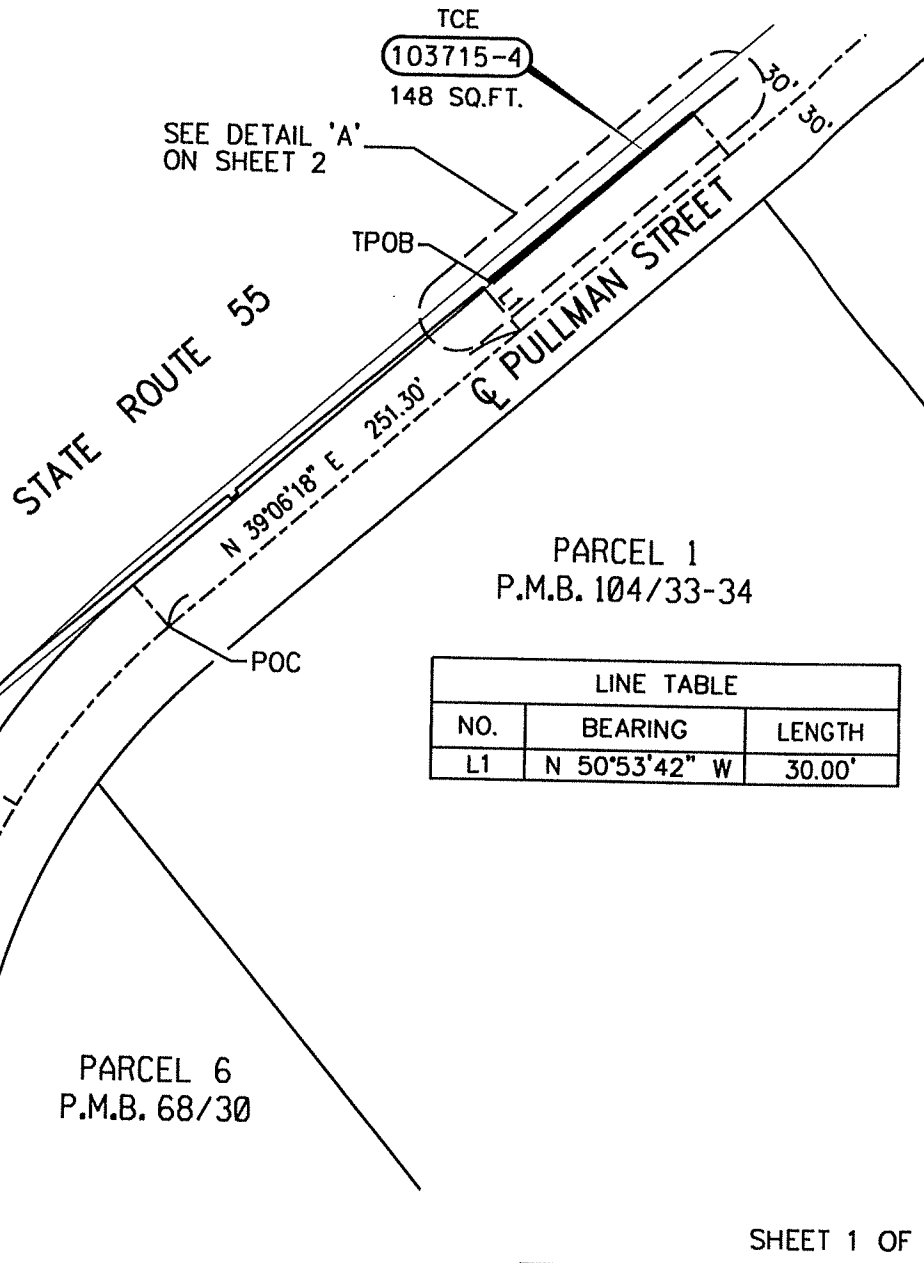 TCE
103715-4
148 SQ.FT.
30'
30'
SEE DETAIL 'A'
ON SHEET 2
TPOB
L1
STATE ROUTE 55
℄ PULLMAN STREET
N 39°06'18" E 251.30'
PARCEL 1
P.M.B. 104/33-34
POC
LINE TABLE
NO. BEARING LENGTH
L1 N 50°53'42" W 30.00'
L
PARCEL 6
P.M.B. 68/30
SHEET 1 OF